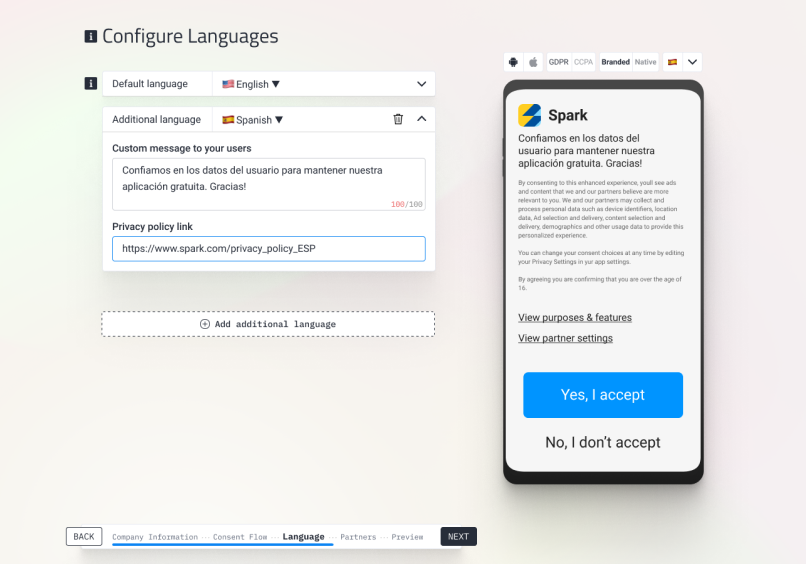 Configure Languages
Default language
English ▼
Additional language
Spanish ▼
Custom message to your users
Confiamos en los datos del usuario para mantener nuestra
aplicación gratuita. Gracias!
100/100
Privacy policy link
https://www.spark.com/privacy_policy_ESP
Add additional language
BACK
Company Information ··· Consent Flow ··· Language ··· Partners ··· Preview
NEXT
GDPR CCPA
Branded Native
Spark
Confiamos en los datos del
usuario para mantener nuestra
aplicación gratuita. Gracias!
By consenting to this enhanced experience, youll see ads
and content that we and our partners believe are more
relevant to you. We and our partners may collect and
process personal data such as device identifiers, location
data, Ad selection and delivery, content selection and
delivery, demographics and other usage data to provide this
personalized experience.
You can change your consent choices at any time by editing
your Privacy Settings in yur app settings.
By agreeing you are confirming that you are over the age of
16.
View purposes & features
View partner settings
Yes, I accept
No, I don't accept